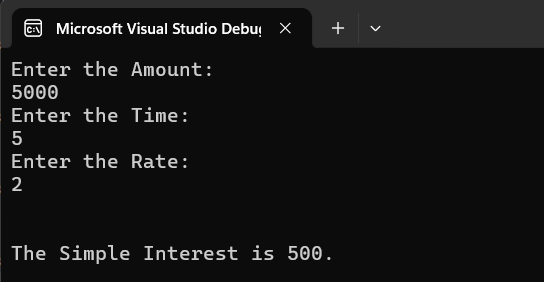 Microsoft Visual Studio Debug
Enter the Amount:
5000
Enter the Time:
5
Enter the Rate:
2
The Simple Interest is 500.